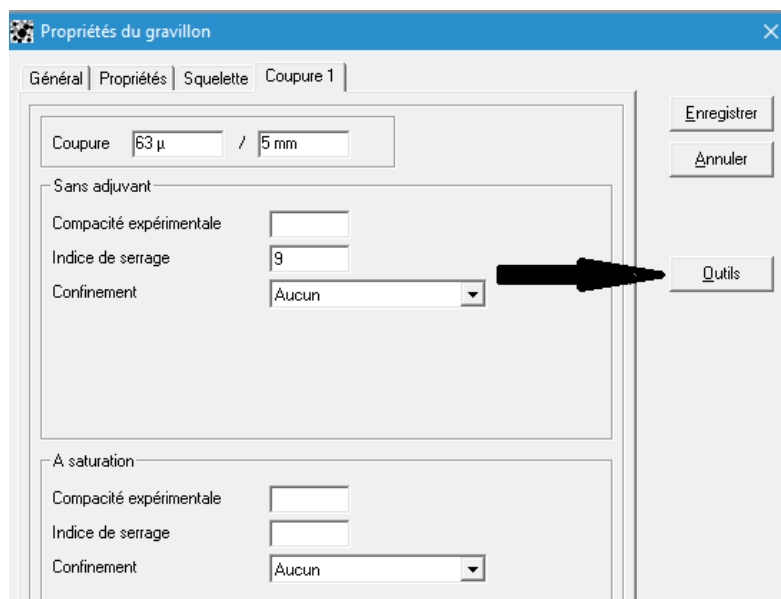 Propriétés du gravillon
Général Propriétés Squelette Coupure 1
Enregistrer
Coupure 63 µ / 5 mm
Annuler
Sans adjuvant
Compacité expérimentale
Indice de serrage 9
Outils
Confinement Aucun
A saturation
Compacité expérimentale
Indice de serrage
Confinement Aucun